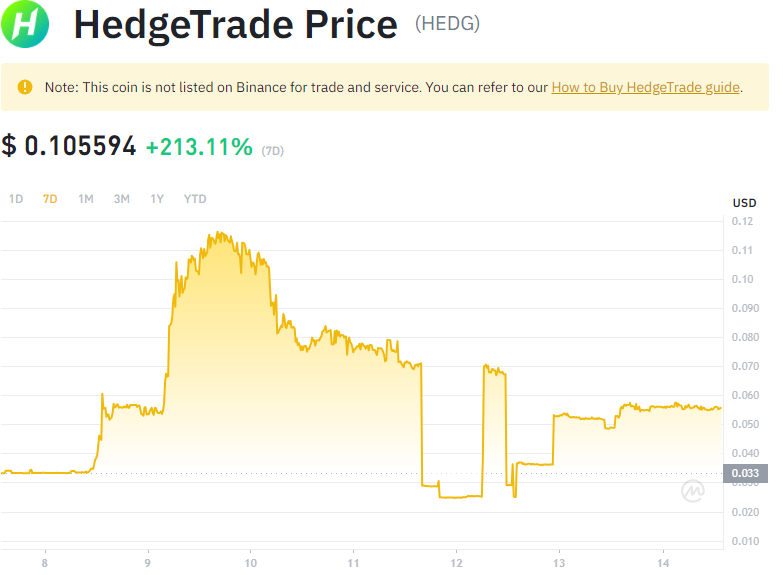 HedgeTrade Price (HEDG)
Note: This coin is not listed on Binance for trade and service. You can refer to our How to Buy HedgeTrade guide.
$ 0.105594 +213.11% (7D)
1D 7D 1M 3M 1Y YTD
USD
0.12
0.11
0.10
0.090
0.080
0.070
0.060
0.050
0.040
0.033
0.030
0.020
0.010
8 9 10 11 12 13 14